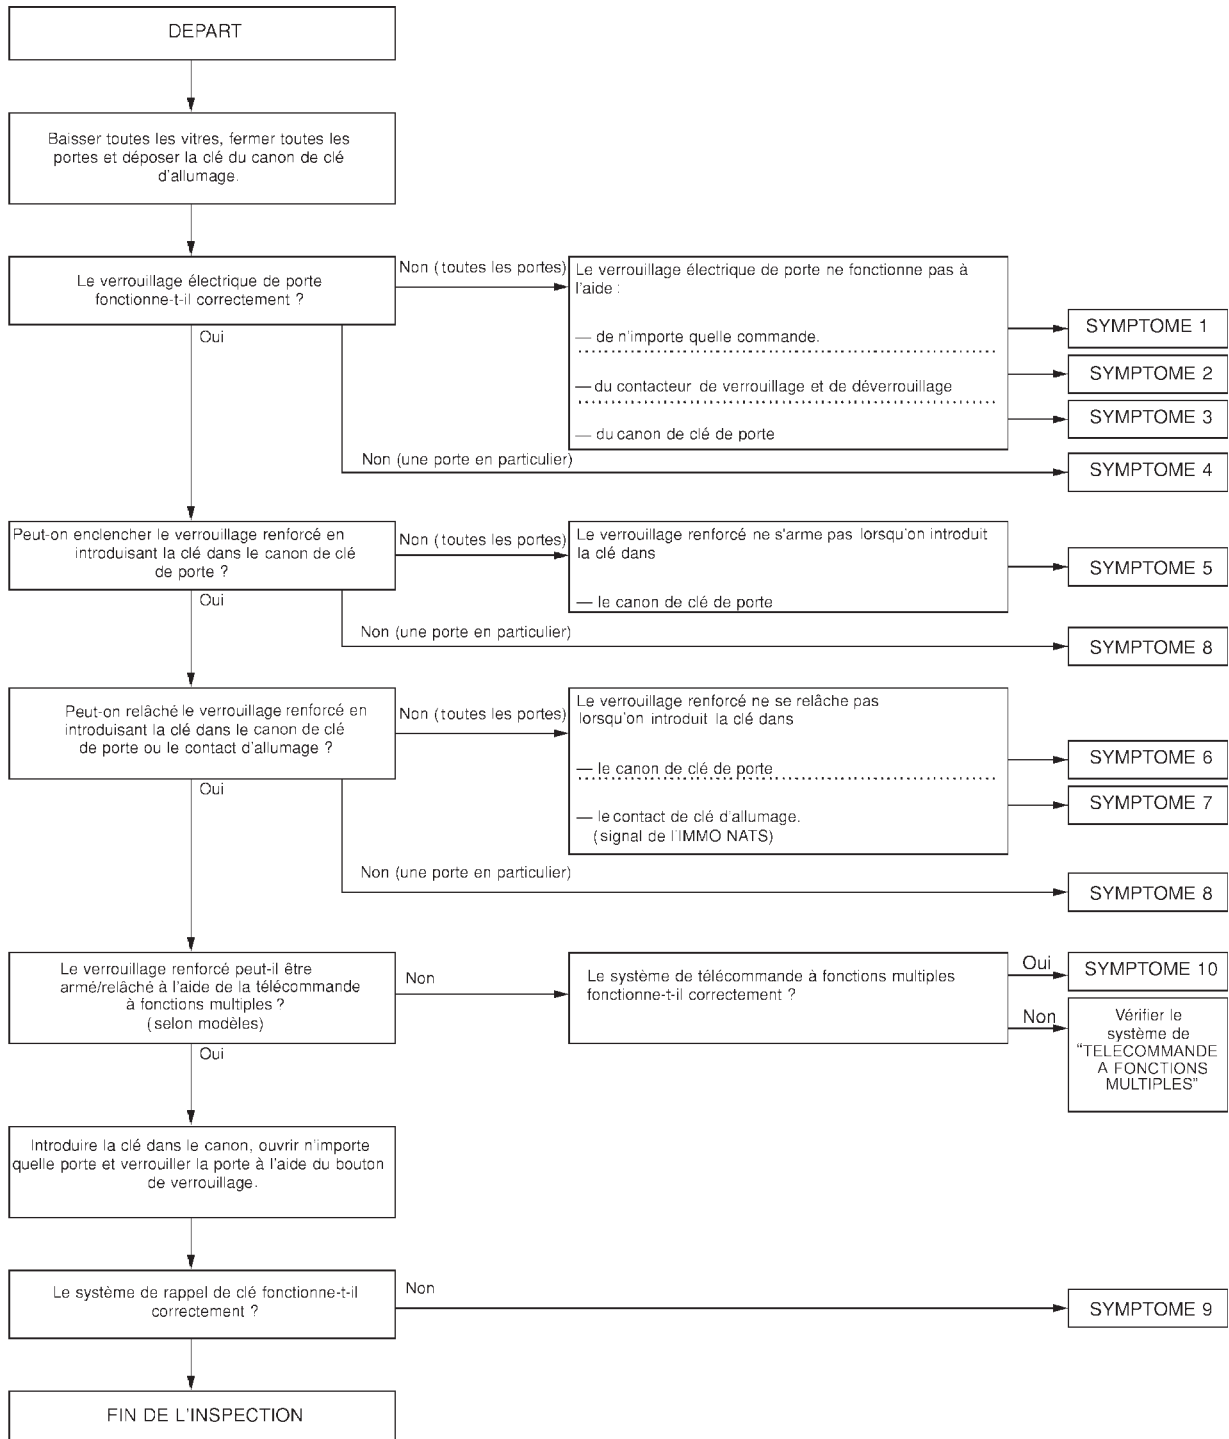 DEPART
Baisser toutes les vitres, fermer toutes les
portes et déposer la clé du canon de clé
d'allumage.
Le verrouillage électrique de porte
fonctionne-t-il correctement ?
Non (toutes les portes)
Le verrouillage électrique de porte ne fonctionne pas à
l'aide :
— de n'importe quelle commande.
SYMPTOME 1
— du contacteur de verrouillage et de déverrouillage
SYMPTOME 2
— du canon de clé de porte
SYMPTOME 3
Oui
Non (une porte en particulier)
SYMPTOME 4
Peut-on enclencher le verrouillage renforcé en
introduisant la clé dans le canon de clé
de porte ?
Non (toutes les portes)
Le verrouillage renforcé ne s'arme pas lorsqu'on introduit
la clé dans
— le canon de clé de porte
SYMPTOME 5
Oui
Non (une porte en particulier)
SYMPTOME 8
Peut-on relâché le verrouillage renforcé en
introduisant la clé dans le canon de clé
de porte ou le contact d'allumage ?
Non (toutes les portes)
Le verrouillage renforcé ne se relâche pas
lorsqu'on introduit la clé dans
— le canon de clé de porte
SYMPTOME 6
— le contact de clé d'allumage.
(signal de l'IMMO NATS)
SYMPTOME 7
Oui
Non (une porte en particulier)
SYMPTOME 8
Le verrouillage renforcé peut-il être
armé/relâché à l'aide de la télécommande
à fonctions multiples ?
(selon modèles)
Non
Le système de télécommande à fonctions multiples
fonctionne-t-il correctement ?
Oui
SYMPTOME 10
Non
Vérifier le
système de
“TELECOMMANDE
A FONCTIONS
MULTIPLES”
Oui
Introduire la clé dans le canon, ouvrir n'importe
quelle porte et verrouiller la porte à l'aide du bouton
de verrouillage.
Le système de rappel de clé fonctionne-t-il
correctement ?
Non
SYMPTOME 9
FIN DE L'INSPECTION